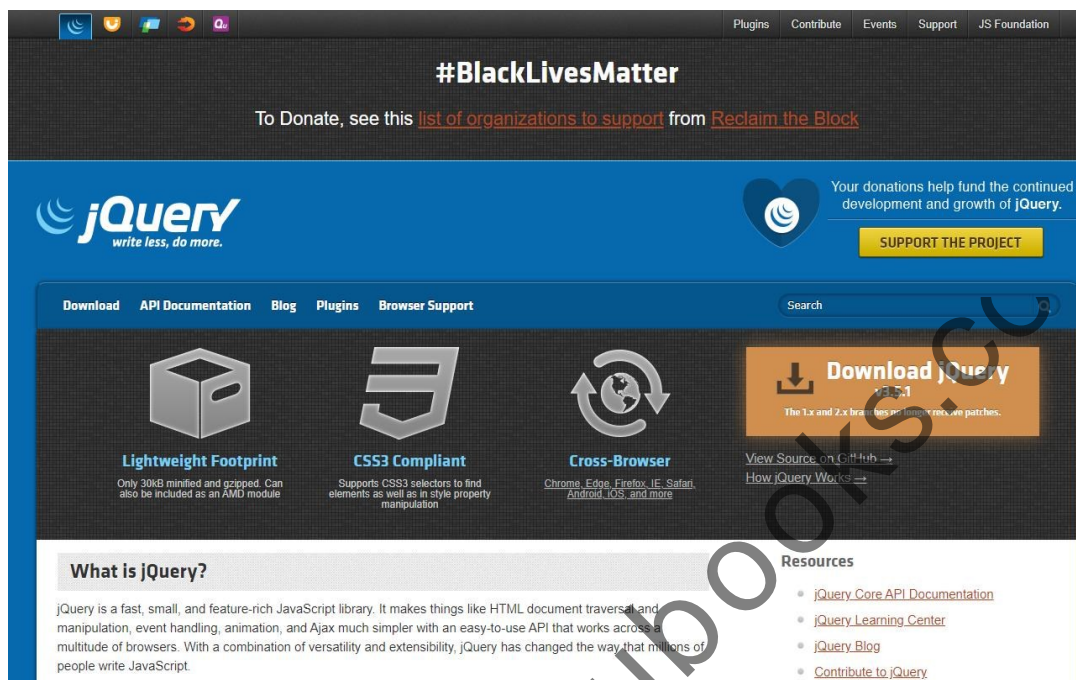 Plugins Contribute Events Support JS Foundation
#BlackLivesMatter
To Donate, see this list of organizations to support from Reclaim the Block
Your donations help fund the continued
development and growth of jQuery.
jQuery
write less, do more.
SUPPORT THE PROJECT
Download API Documentation Blog Plugins Browser Support Search
Download jQuery
v3.5.1
The 1.x and 2.x branches no longer receive patches.
Lightweight Footprint
Only 30kB minified and gzipped. Can
also be included as an AMD module
CSS3 Compliant
Supports CSS3 selectors to find
elements as well as in style property
manipulation
Cross-Browser
Chrome, Edge, Firefox, IE, Safari,
Android, iOS, and more
View Source on GitHub →
How jQuery Works →
What is jQuery?
jQuery is a fast, small, and feature-rich JavaScript library. It makes things like HTML document traversal and
manipulation, event handling, animation, and Ajax much simpler with an easy-to-use API that works across a
multitude of browsers. With a combination of versatility and extensibility, jQuery has changed the way that millions of
people write JavaScript.
Resources
jQuery Core API Documentation
jQuery Learning Center
jQuery Blog
Contribute to jQuery